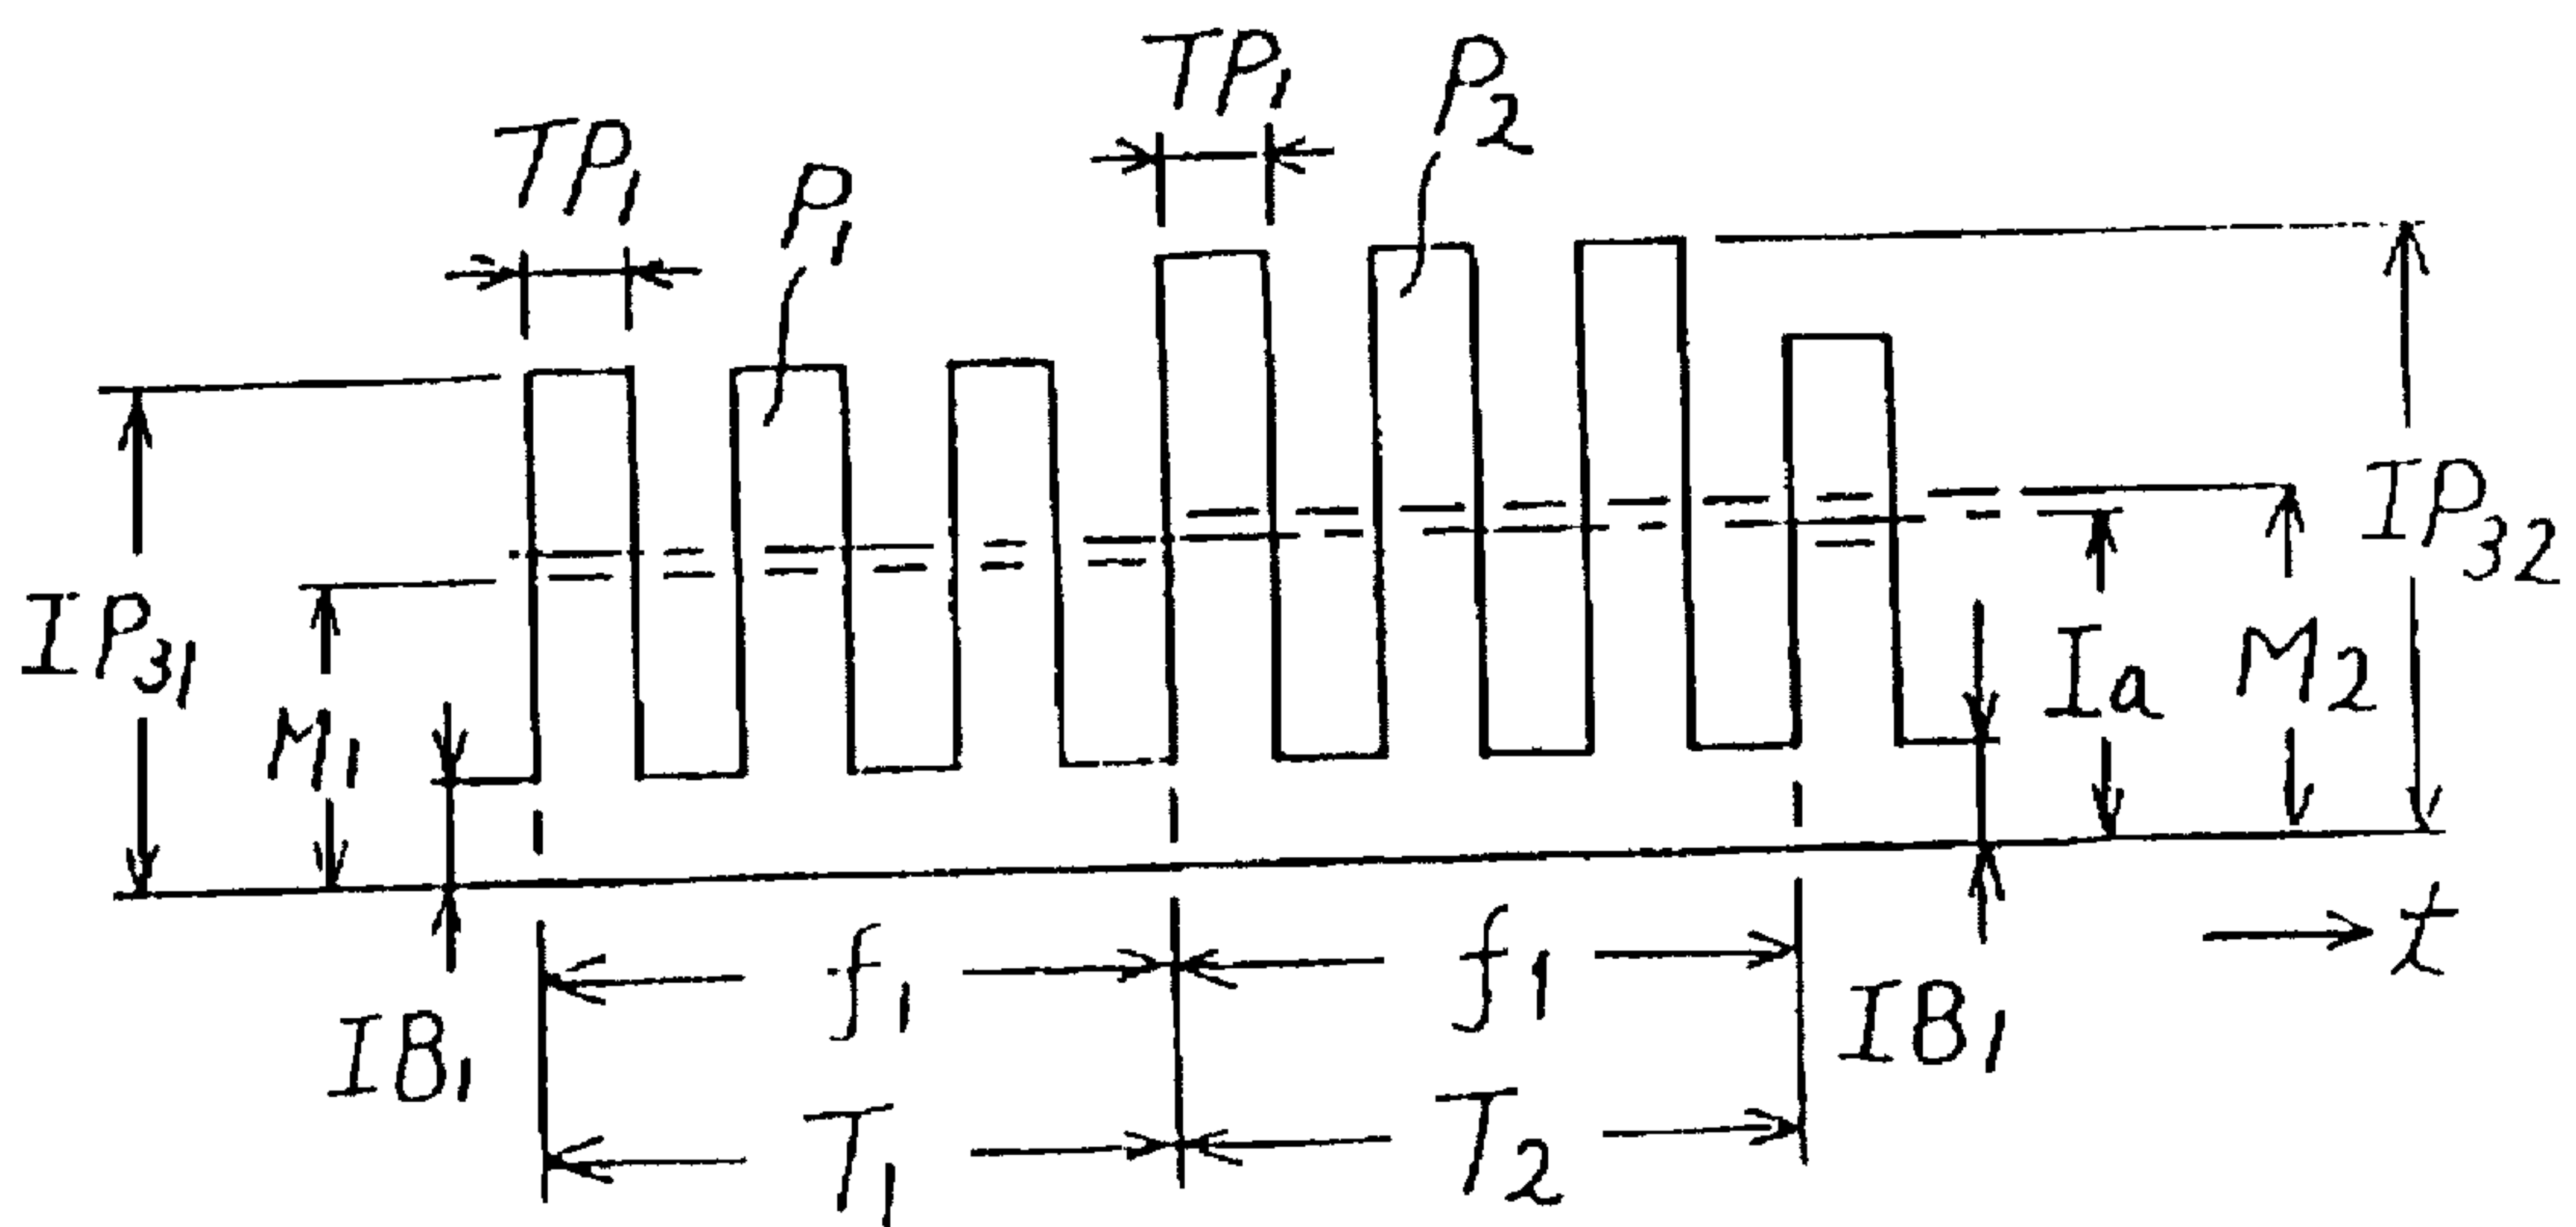 TP₁
P₂
TP₁
P₁
IP₃₂
IP₃₁
M₁
Ia
M₂
f₁
f₁
t
IB₁
IB₁
T₁
T₂